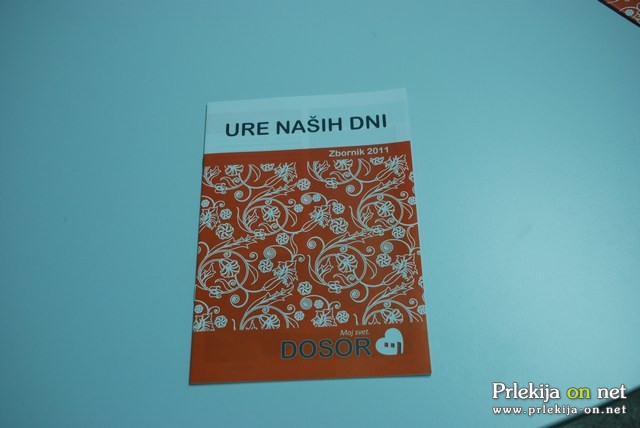 URE NAŠIH DNI
Zbornik 2011
Moj svet.
DOSOR
Prlekija on net
www.prlekija-on.net